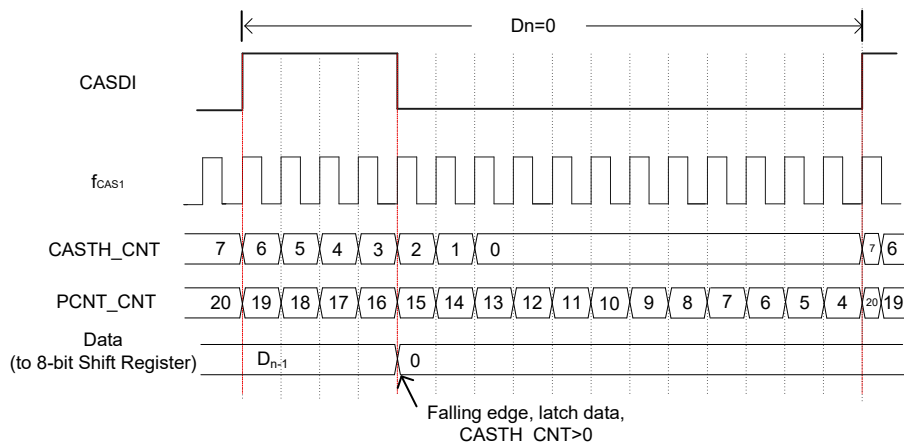 Dn=0
CASDI
fCAS1
CASTH_CNT 7 6 5 4 3 2 1 0 7 6
PCNT_CNT 20 19 18 17 16 15 14 13 12 11 10 9 8 7 6 5 4 20 19
Data
(to 8-bit Shift Register) Dn-1 0
Falling edge, latch data,
CASTH_CNT>0